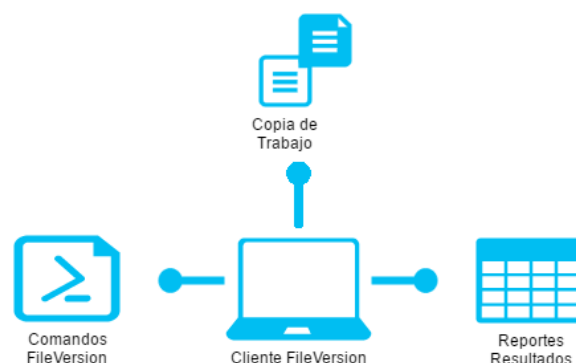 Copia de
Trabajo
Comandos
FileVersion
Cliente FileVersion
Reportes
Resultados